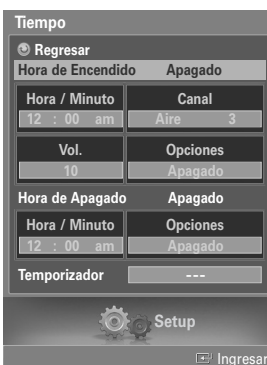 Tiempo
Regresar
Hora de Encendido Apagado
Hora / Minuto Canal
12 : 00 am Aire 3
Vol. Opciones
10 Apagado
Hora de Apagado Apagado
Hora / Minuto Opciones
12 : 00 am Apagado
Temporizador ---
Setup
Ingresar